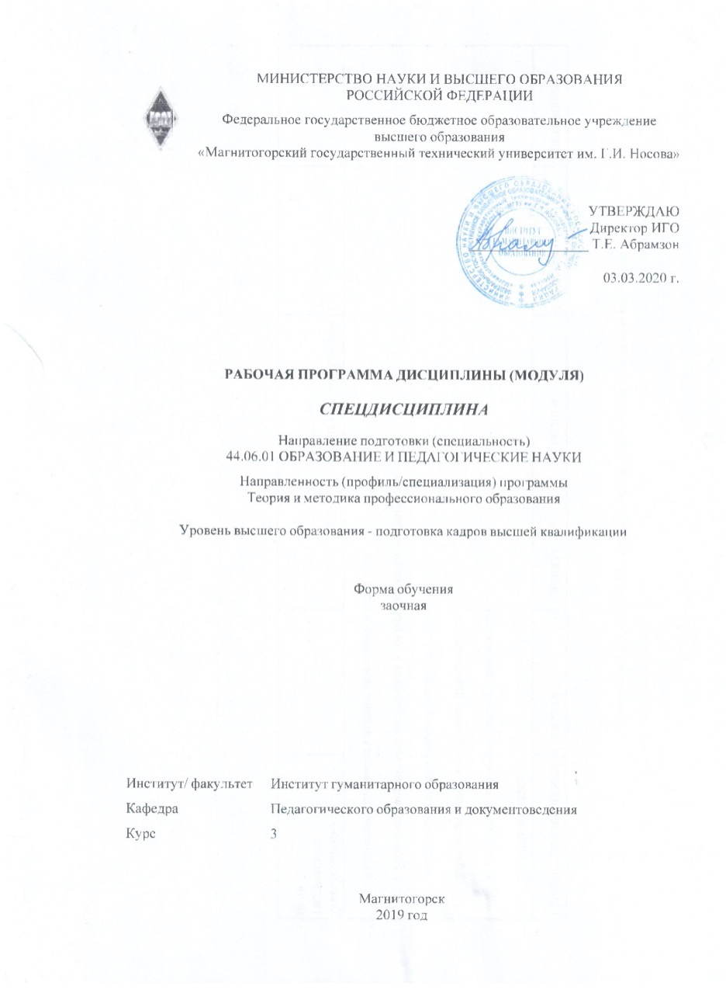 МИНИСТЕРСТВО НАУКИ И ВЫСШЕГО ОБРАЗОВАНИЯ
РОССИЙСКОЙ ФЕДЕРАЦИИ
Федеральное государственное бюджетное образовательное учреждение
высшего образования
«Магнитогорский государственный технический университет им. Г.И. Носова»
УТВЕРЖДАЮ
Директор ИГО
Т.Е. Абрамзон
03.03.2020 г.
РАБОЧАЯ ПРОГРАММА ДИСЦИПЛИНЫ (МОДУЛЯ)
СПЕЦДИСЦИПЛИНА
Направление подготовки (специальность)
44.06.01 ОБРАЗОВАНИЕ И ПЕДАГОГИЧЕСКИЕ НАУКИ
Направленность (профиль/специализация) программы
Теория и методика профессионального образования
Уровень высшего образования - подготовка кадров высшей квалификации
Форма обучения
заочная
Институт/ факультет Институт гуманитарного образования
Кафедра Педагогического образования и документоведения
Курс 3
Магнитогорск
2019 год